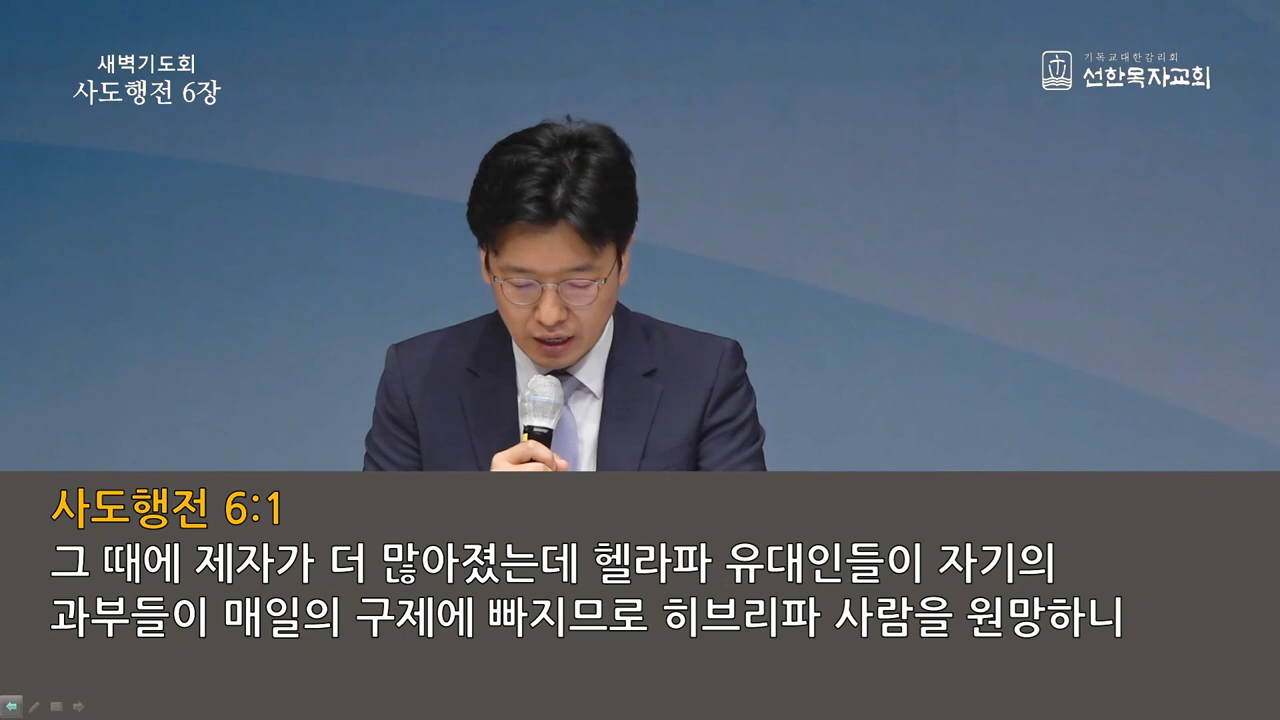 새벽기도회
사도행전 6장
기독교대한감리회
선한목자교회
사도행전 6:1
그 때에 제자가 더 많아졌는데 헬라파 유대인들이 자기의
과부들이 매일의 구제에 빠지므로 히브리파 사람을 원망하니